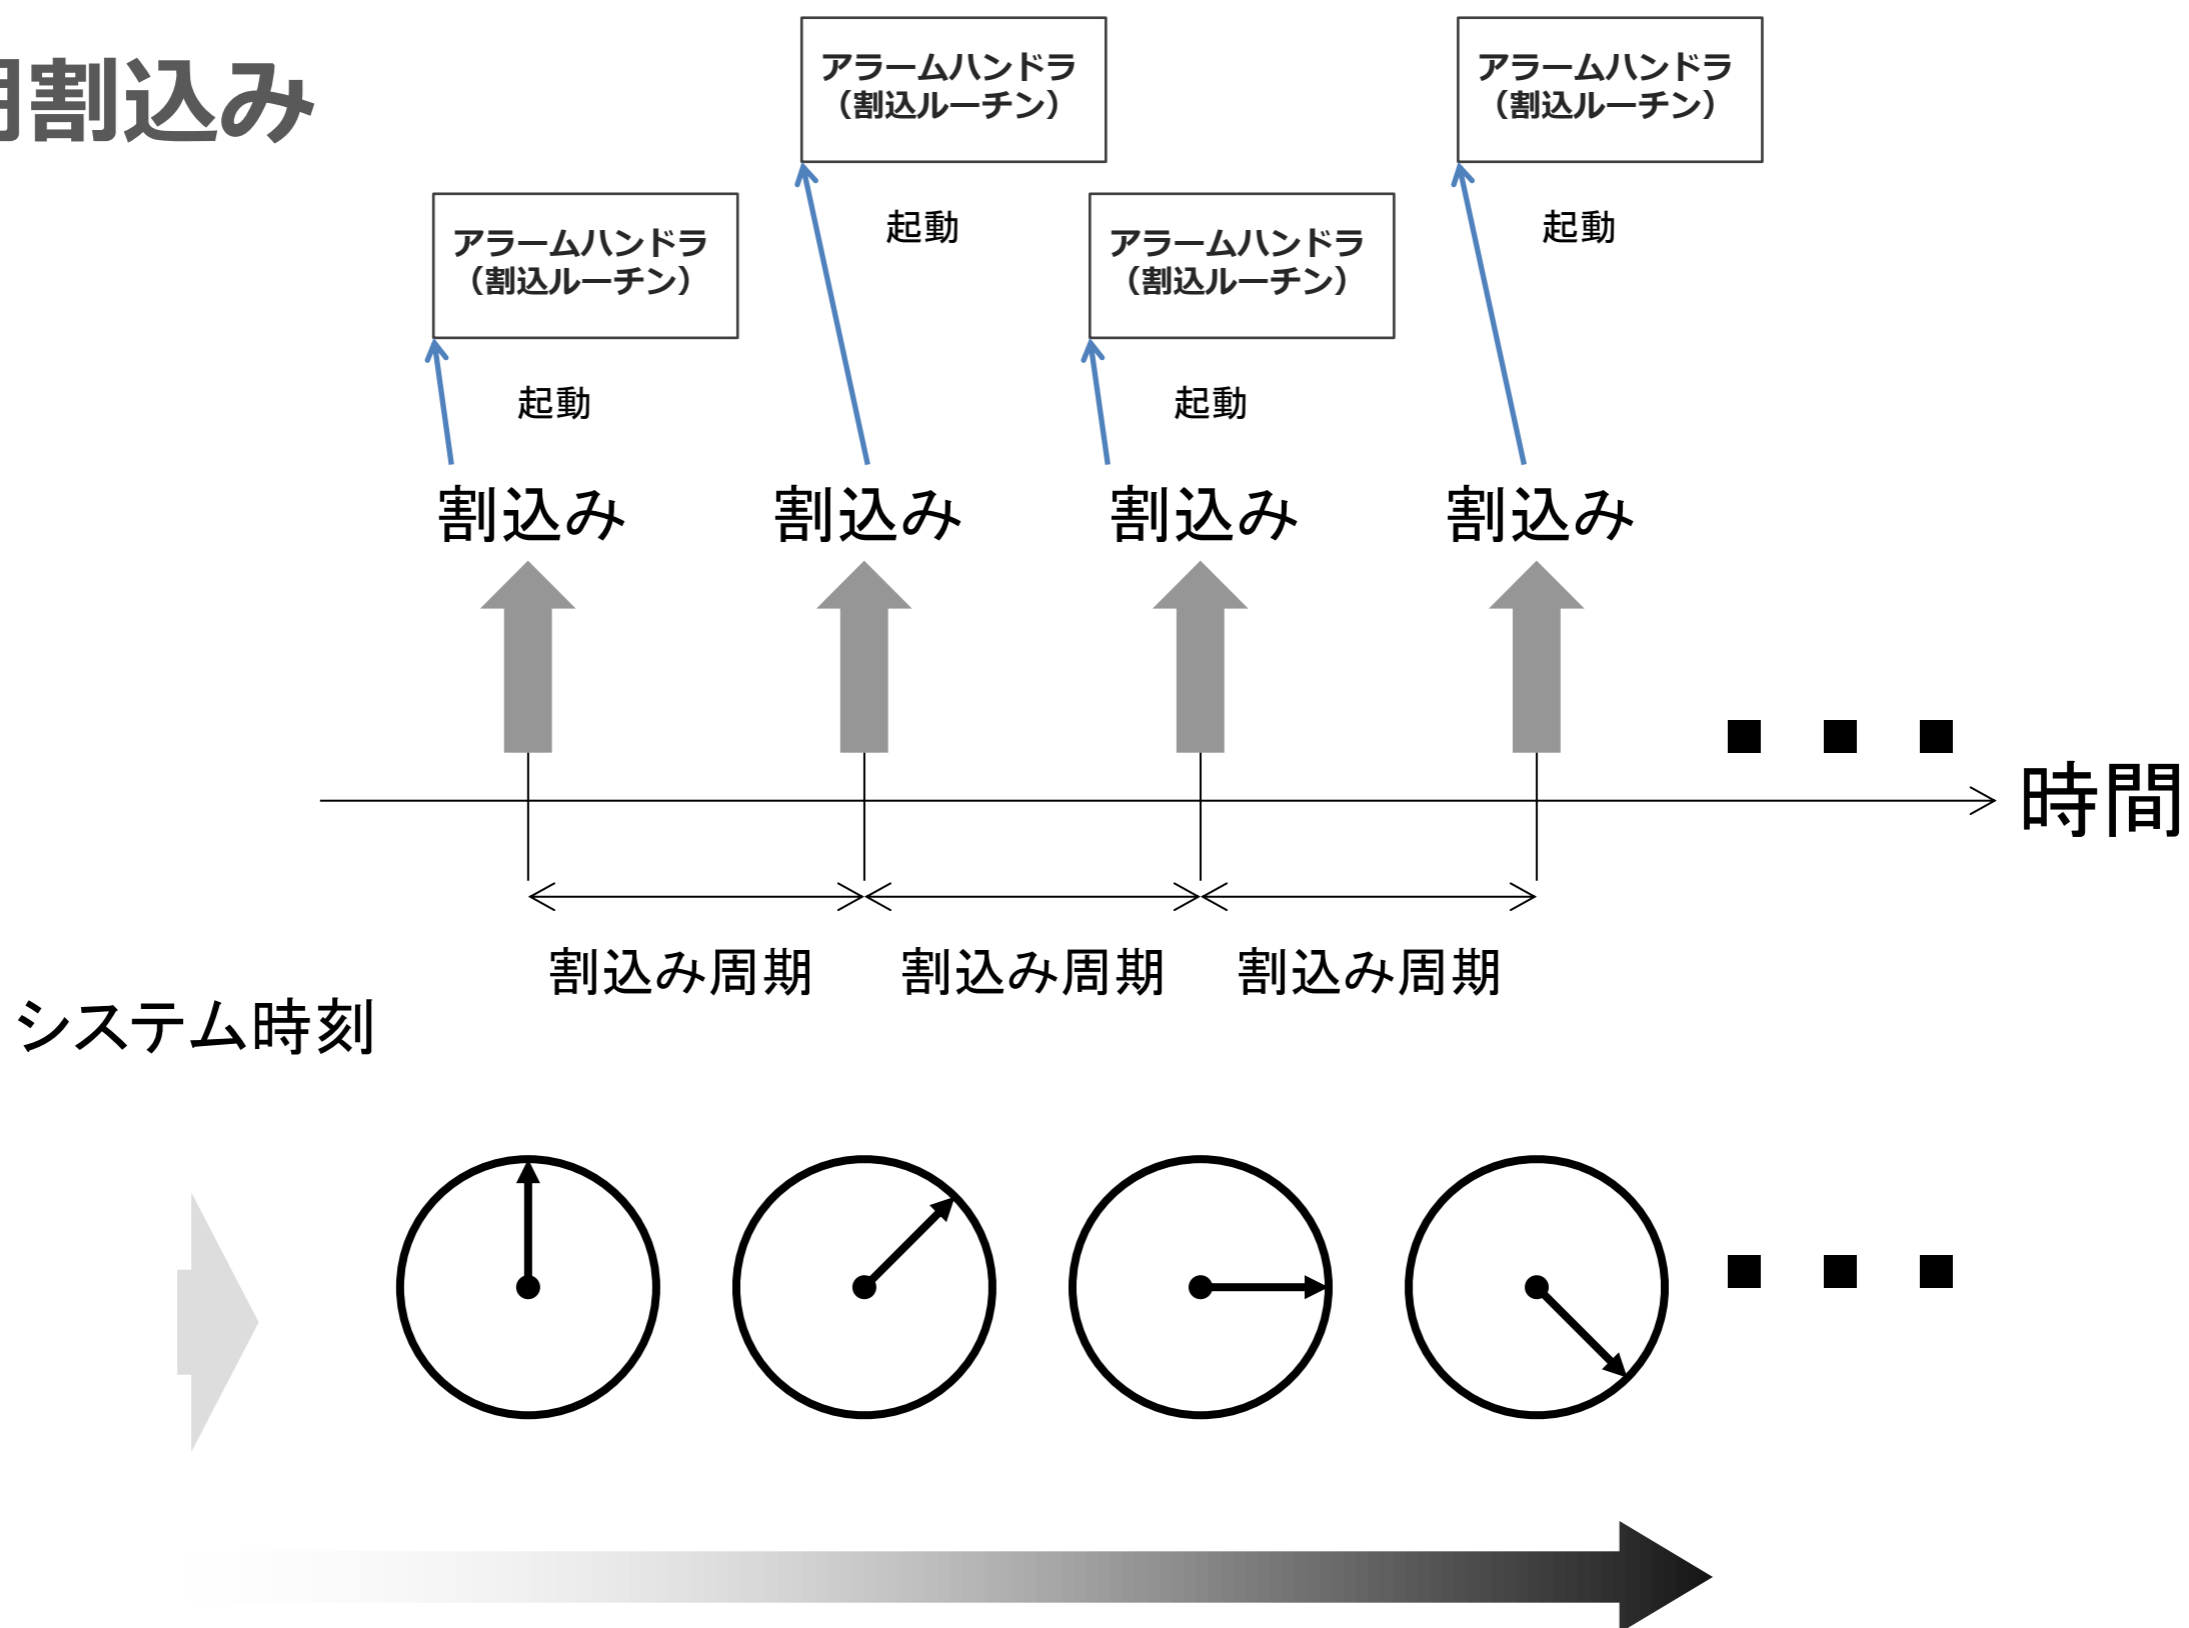 期割込み
アラームハンドラ
（割込ルーチン）
アラームハンドラ
（割込ルーチン）
起動
起動
アラームハンドラ
（割込ルーチン）
アラームハンドラ
（割込ルーチン）
起動
起動
割込み 割込み 割込み 割込み
時間
割込み周期 割込み周期 割込み周期
システム時刻